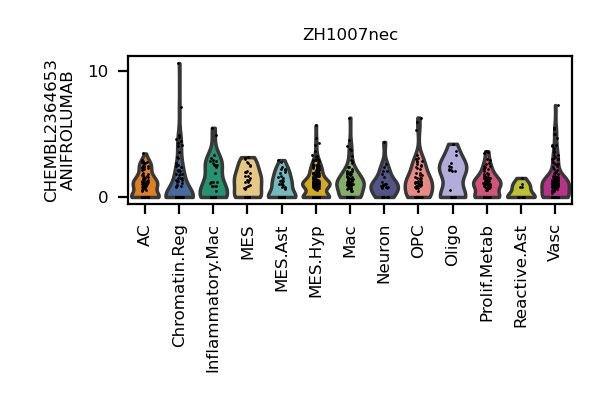 ZH1007nec
CHEMBL2364653
ANIFROLUMAB
10
0
AC
Chromatin.Reg
Inflammatory.Mac
MES
MES.Ast
MES.Hyp
Mac
Neuron
OPC
Oligo
Prolif.Metab
Reactive.Ast
Vasc